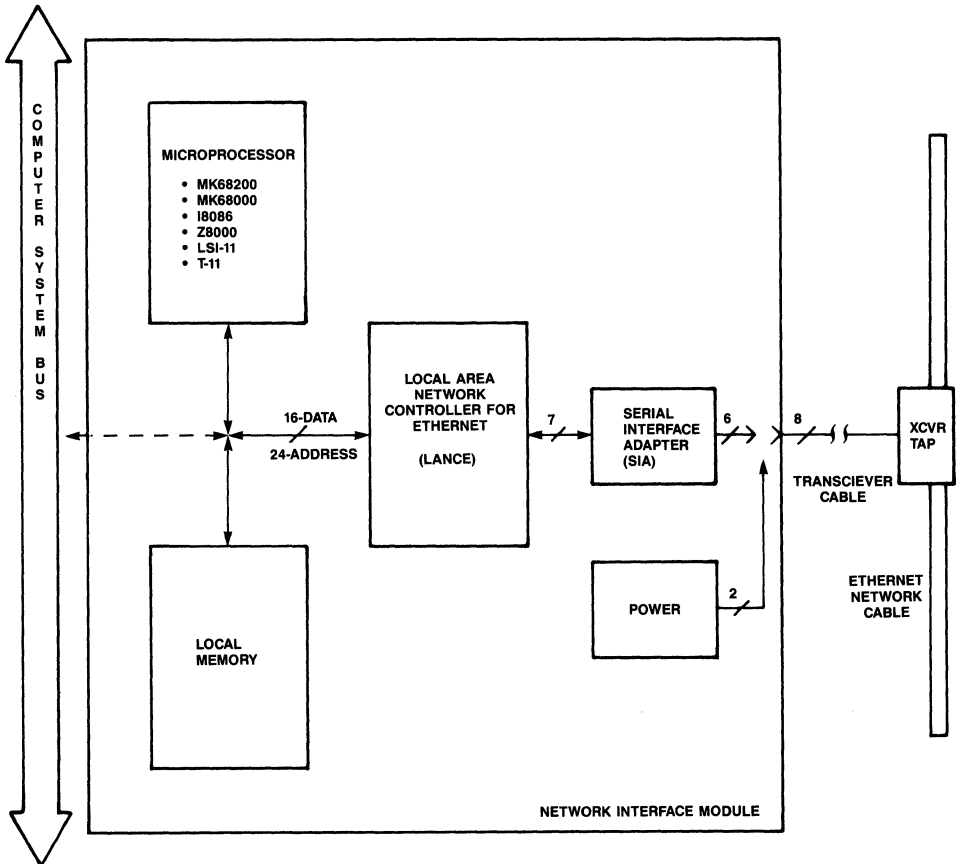 COMPUTER SYSTEM BUS
MICROPROCESSOR
• MK68200
• MK68000
• I8086
• Z8000
• LSI-11
• T-11
16-DATA
24-ADDRESS
LOCAL AREA
NETWORK
CONTROLLER FOR
ETHERNET
(LANCE)
7
SERIAL
INTERFACE
ADAPTER
(SIA)
6
8
XCVR
TAP
TRANSCIEVER
CABLE
ETHERNET
NETWORK
CABLE
POWER
2
LOCAL
MEMORY
NETWORK INTERFACE MODULE